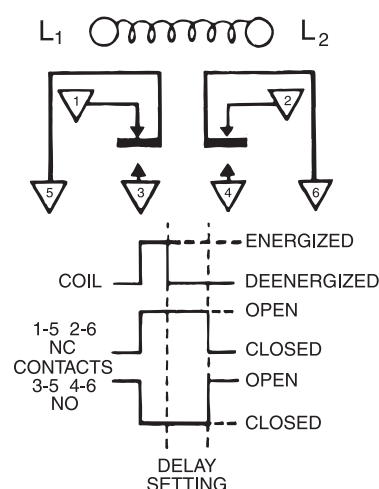 L1 L2
1 2
5 3 4 6
ENERGIZED
COIL DEENERGIZED
OPEN
1-5 2-6
NC CLOSED
CONTACTS
3-5 4-6 OPEN
NO
CLOSED
DELAY
SETTING